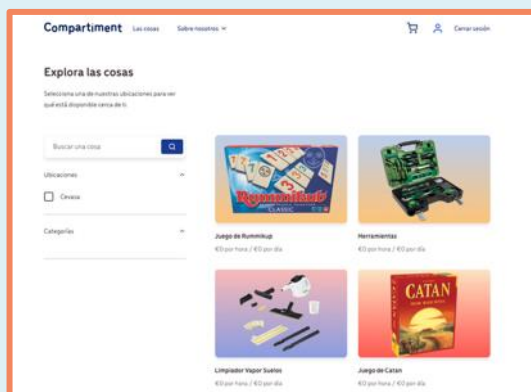 Compartiment Las cosas Sobre nosotros Cerrar sesión
Explora las cosas
Selecciona una de nuestras ubicaciones para ver
qué está disponible cerca de ti.
Buscar una cosa
Ubicaciones
Cevasa
Categorías
Rummikub
CLASSIC
Juego de Rummikup
€0 por hora / €0 por día
Herramientas
€0 por hora / €0 por día
Limpiador Vapor Suelos
€0 por hora / €0 por día
CATAN
Juego de Catan
€0 por hora / €0 por día